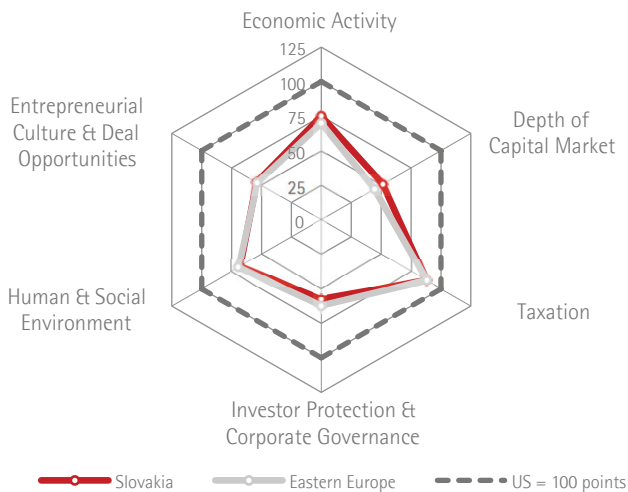 Economic Activity
125
100
75
50
25
0
Entrepreneurial
Culture & Deal
Opportunities
Depth of
Capital Market
Human & Social
Environment
Taxation
Investor Protection &
Corporate Governance
Slovakia
Eastern Europe
US = 100 points